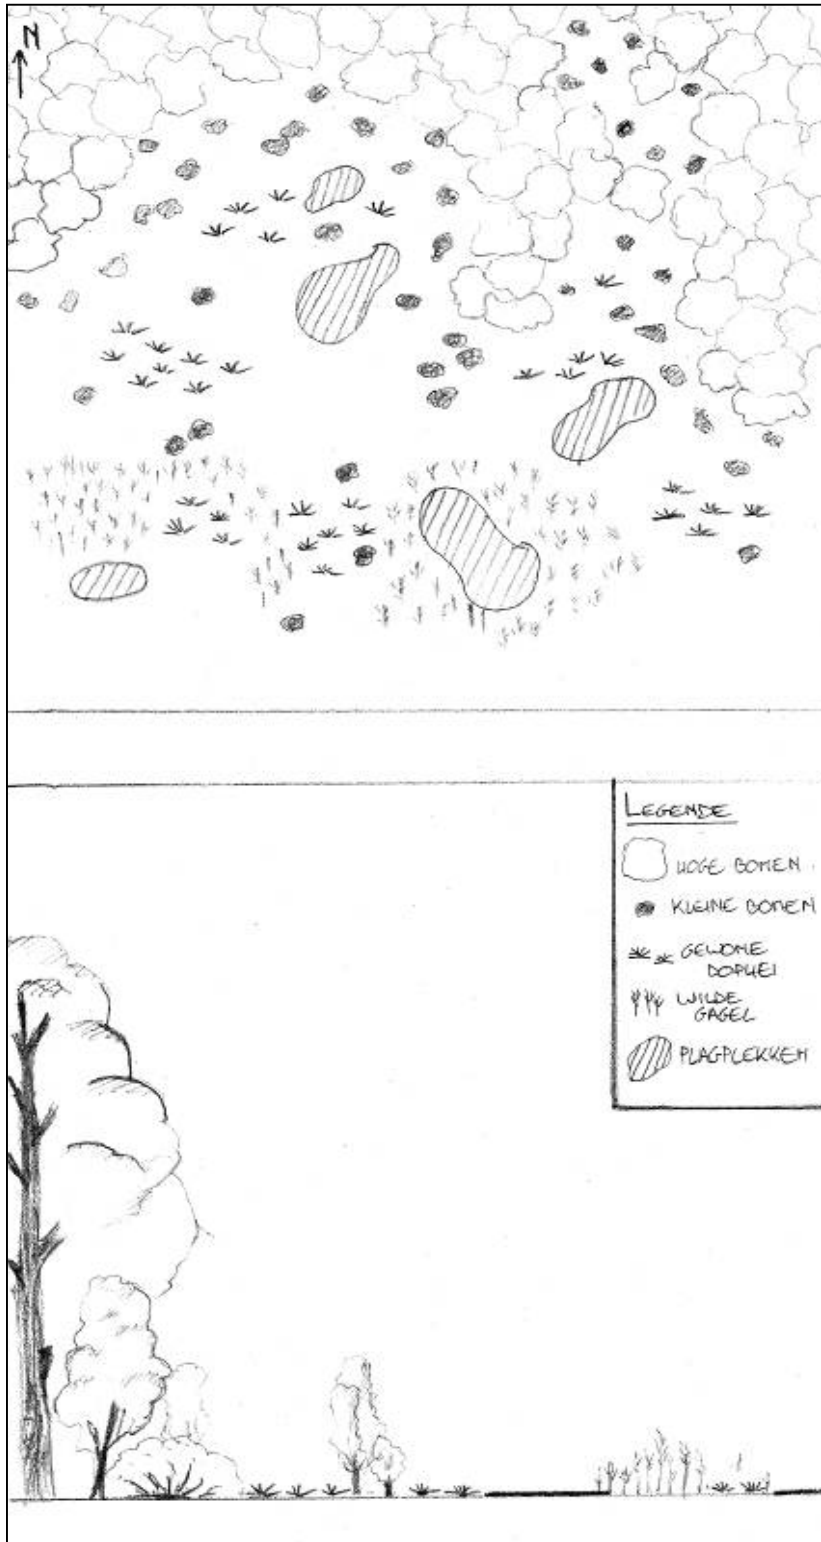 N
LEGENDE
HOGE BOMEN
KLEINE BOMEN
GEWONE
DOPHEI
WILDE
GAGEL
PLAGPLEKKEN